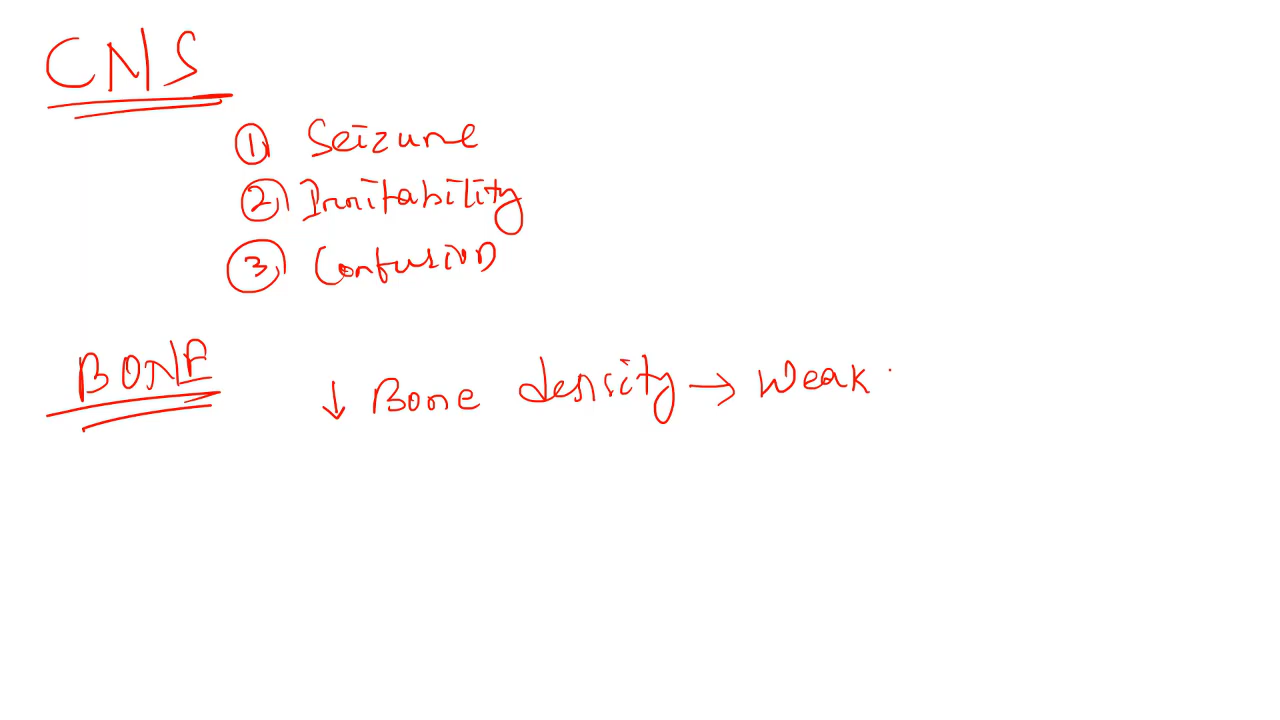 CNS
① Seizure
② Irritability
③ Confusion
BONE
↓ Bone density → Weak